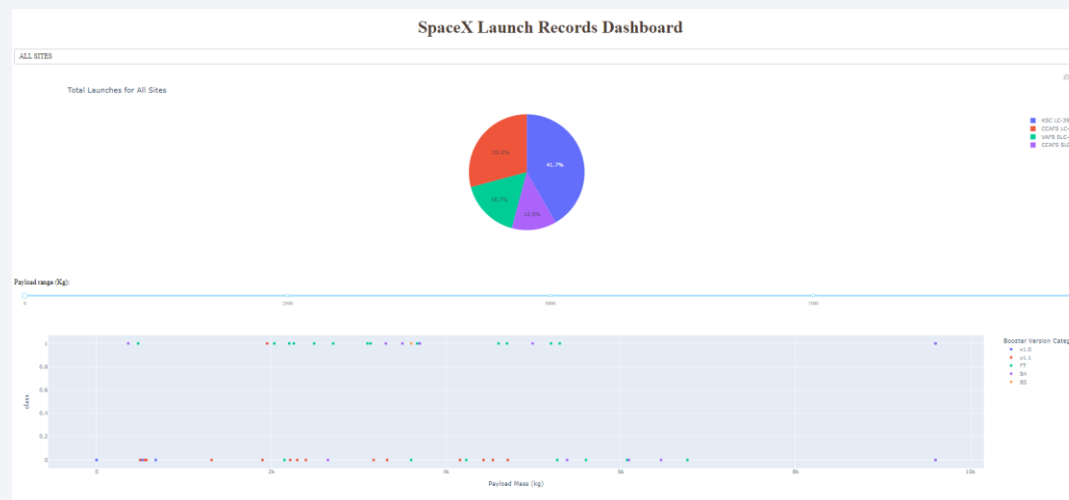 SpaceX Launch Records Dashboard
ALL SITES
Total Launches for All Sites
41.7%
16.7%
12.5%
KSC LC-39
CCAFS LC-
VAFB SLC-
CCAFS SLC
Payload range (Kg):
0
2500
5000
7500
Booster Version Categ
v1.0
v1.1
FT
B4
B5
class
1
0.8
0.6
0.4
0.2
0
0
2k
4k
6k
8k
10k
Payload Mass (kg)